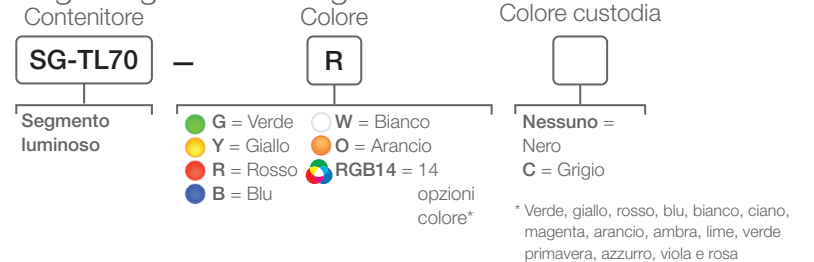 Contenitore
Colore
Colore custodia
SG-TL70
–
R
Segmento
luminoso
G = Verde
Y = Giallo
R = Rosso
B = Blu
W = Bianco
O = Arancio
RGB14 = 14
opzioni
colore*
Nessuno =
Nero
C = Grigio
* Verde, giallo, rosso, blu, bianco, ciano,
magenta, arancio, ambra, lime, verde
primavera, azzurro, viola e rosa